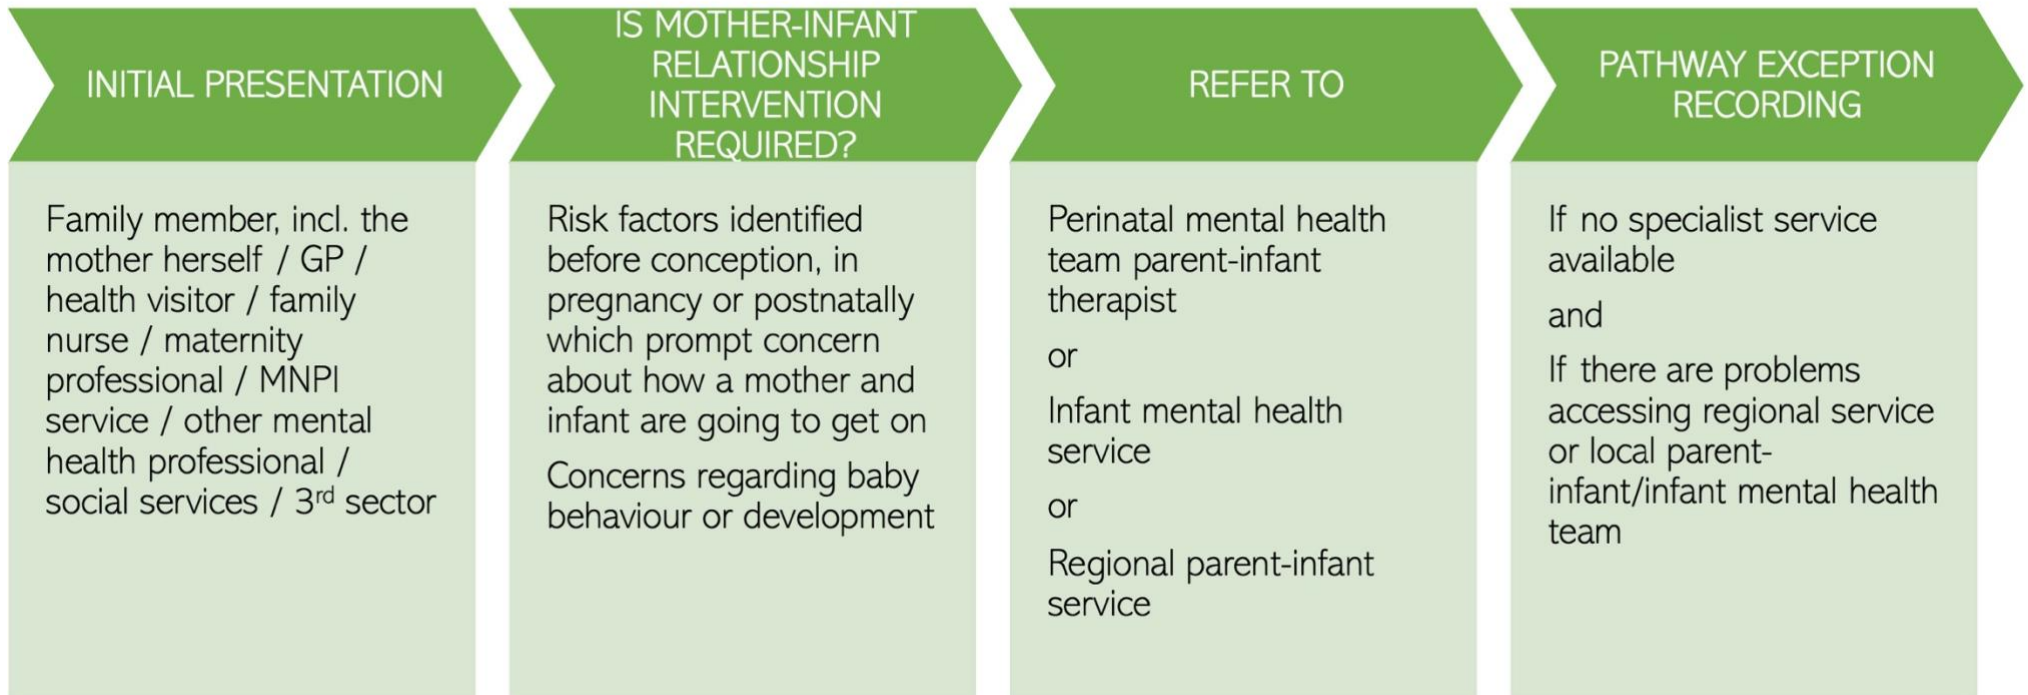 INITIAL PRESENTATION
Family member, incl. the
mother herself / GP /
health visitor / family
nurse / maternity
professional / MNPI
service / other mental
health professional /
social services / 3rd sector
IS MOTHER-INFANT
RELATIONSHIP
INTERVENTION
REQUIRED?
Risk factors identified
before conception, in
pregnancy or postnatally
which prompt concern
about how a mother and
infant are going to get on
Concerns regarding baby
behaviour or development
REFER TO
Perinatal mental health
team parent-infant
therapist
or
Infant mental health
service
or
Regional parent-infant
service
PATHWAY EXCEPTION
RECORDING
If no specialist service
available
and
If there are problems
accessing regional service
or local parent-
infant/infant mental health
team